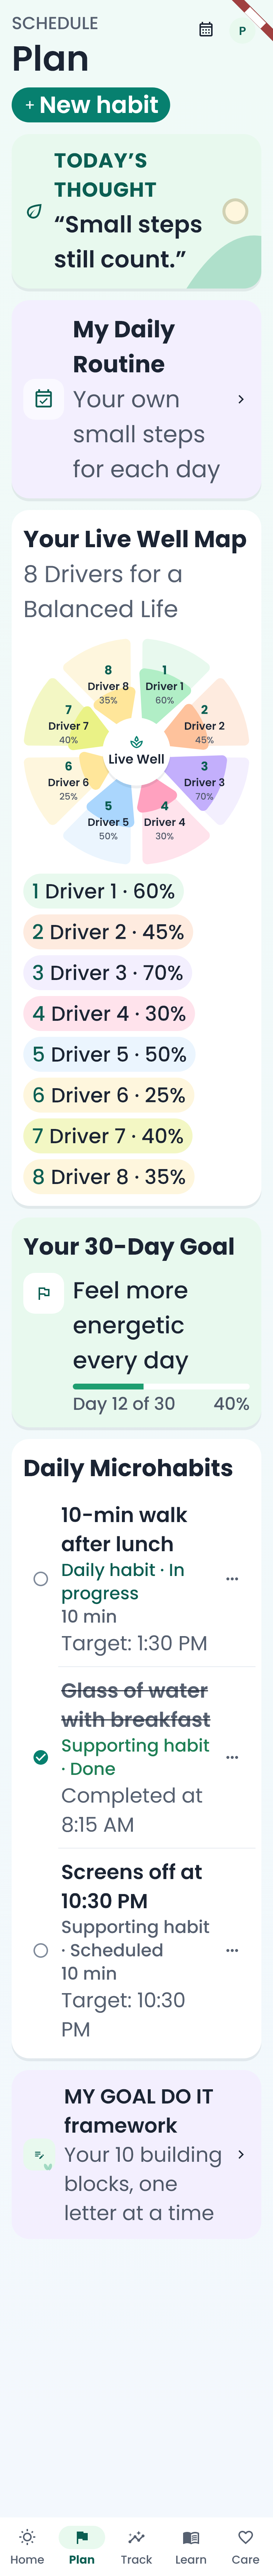 SCHEDULE
P
Plan
+ New habit
TODAY'S
THOUGHT
“Small steps
still count.”
My Daily
Routine
Your own
small steps
for each day
Your Live Well Map
8 Drivers for a
Balanced Life
8
Driver 8
35%
1
Driver 1
60%
7
Driver 7
40%
2
Driver 2
45%
Live Well
6
Driver 6
25%
3
Driver 3
70%
5
Driver 5
50%
4
Driver 4
30%
1 Driver 1 · 60%
2 Driver 2 · 45%
3 Driver 3 · 70%
4 Driver 4 · 30%
5 Driver 5 · 50%
6 Driver 6 · 25%
7 Driver 7 · 40%
8 Driver 8 · 35%
Your 30-Day Goal
Feel more
energetic
every day
Day 12 of 30 40%
Daily Microhabits
10-min walk
after lunch
Daily habit · In
progress
10 min
Target: 1:30 PM
Glass of water
with breakfast
Supporting habit
· Done
Completed at
8:15 AM
Screens off at
10:30 PM
Supporting habit
· Scheduled
10 min
Target: 10:30
PM
MY GOAL DO IT
framework
Your 10 building
blocks, one
letter at a time
Home Plan Track Learn Care